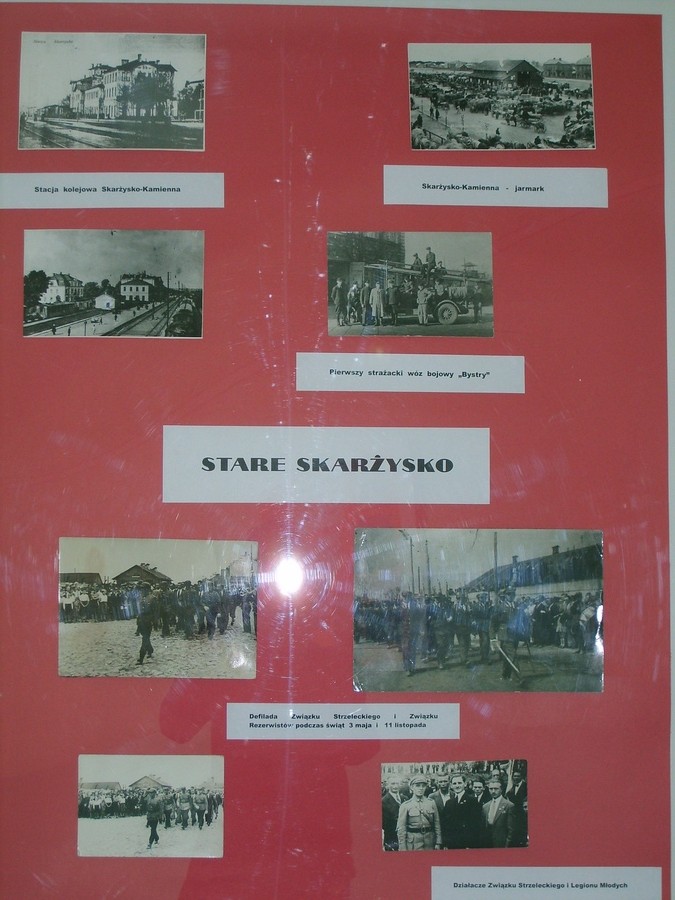 Stacja kolejowa Skarżysko-Kamienna
Skarżysko-Kamienna - jarmark
Pierwszy strażacki wóz bojowy „Bystry”
STARE SKARŻYSKO
Defilada Związku Strzeleckiego i Związku
Rezerwistów podczas świąt 3 maja i 11 listopada
Działacze Związku Strzeleckiego i Legionu Młodych